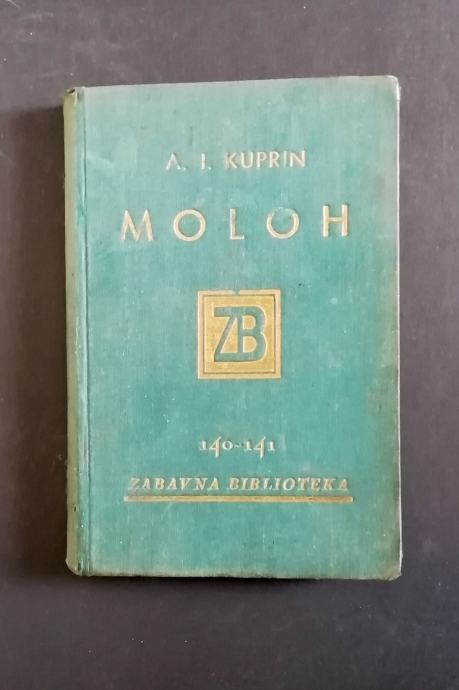 A. I. KUPRIN
MOLOH
ZB
140-141
ZABAVNA BIBLIOTEKA